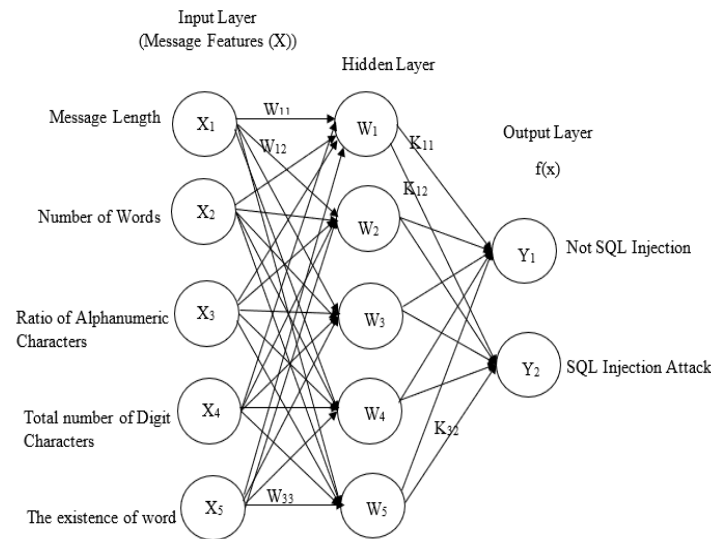 Input Layer
(Message Features (X))
Hidden Layer
Output Layer
f(x)
Message Length
X₁
W₁₁
W₁₂
W₁
K₁₁
K₁₂
Number of Words
X₂
W₂
Y₁
Not SQL Injection
Ratio of Alphanumeric
Characters
X₃
W₃
Y₂
SQL Injection Attack
Total number of Digit
Characters
X₄
W₄
K₃₂
The existence of word
X₅
W₃₃
W₅